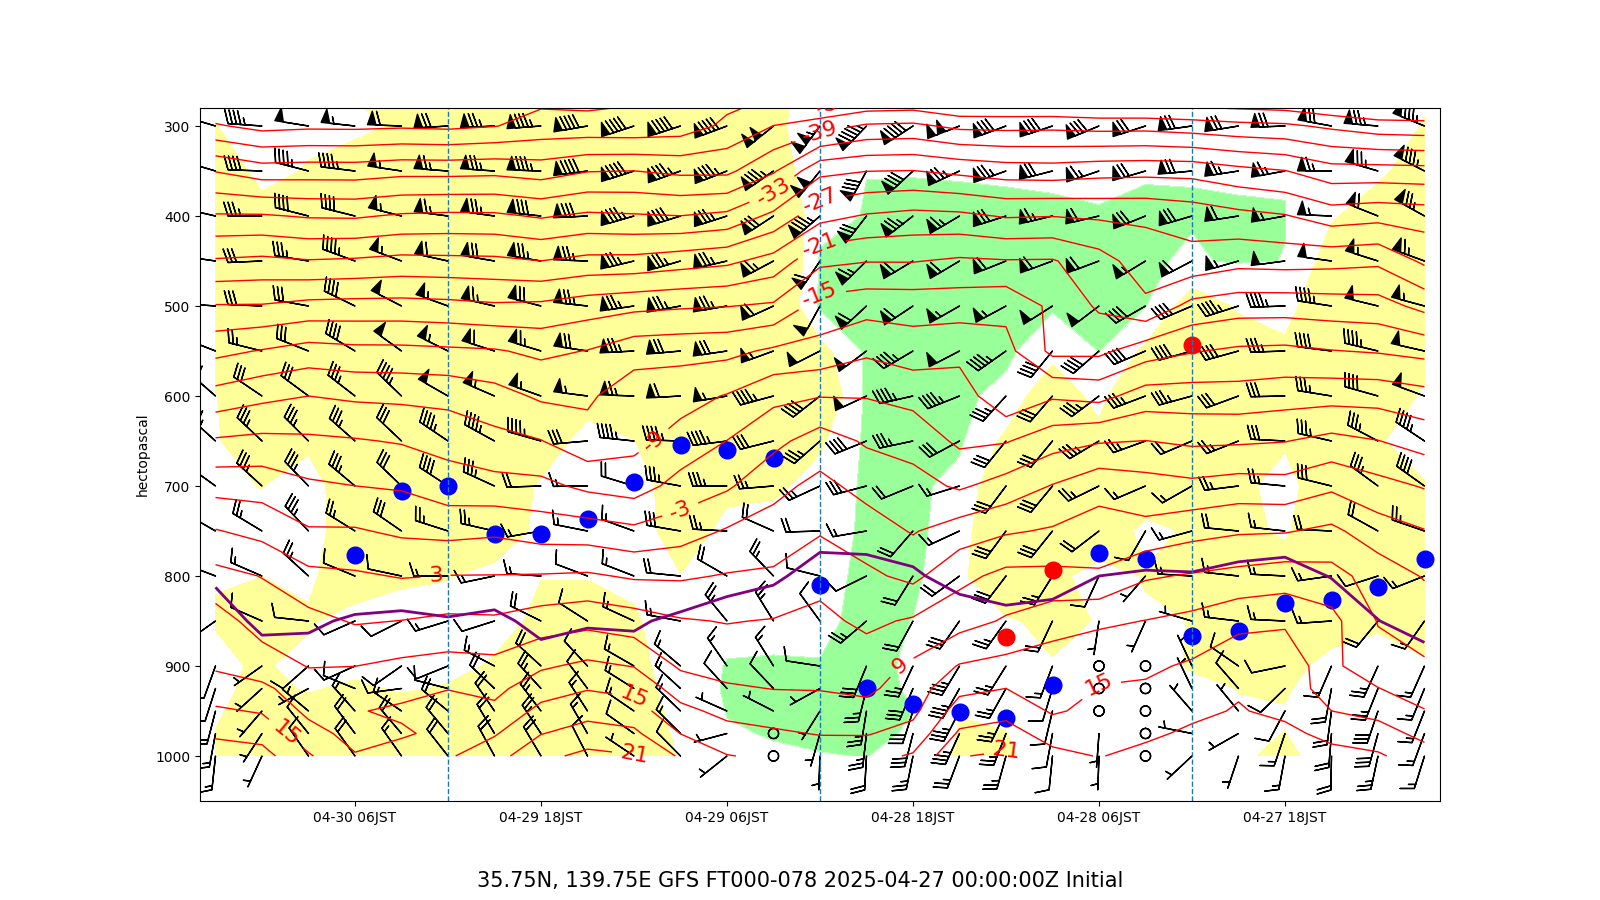 300
400
500
600
700
800
900
1000
hectopascal
-39
-33
-27
-21
-15
-9
-3
3
9
15
15
15
21
21
04-30 06JST
04-29 18JST
04-29 06JST
04-28 18JST
04-28 06JST
04-27 18JST
35.75N, 139.75E GFS FT000-078 2025-04-27 00:00:00Z Initial